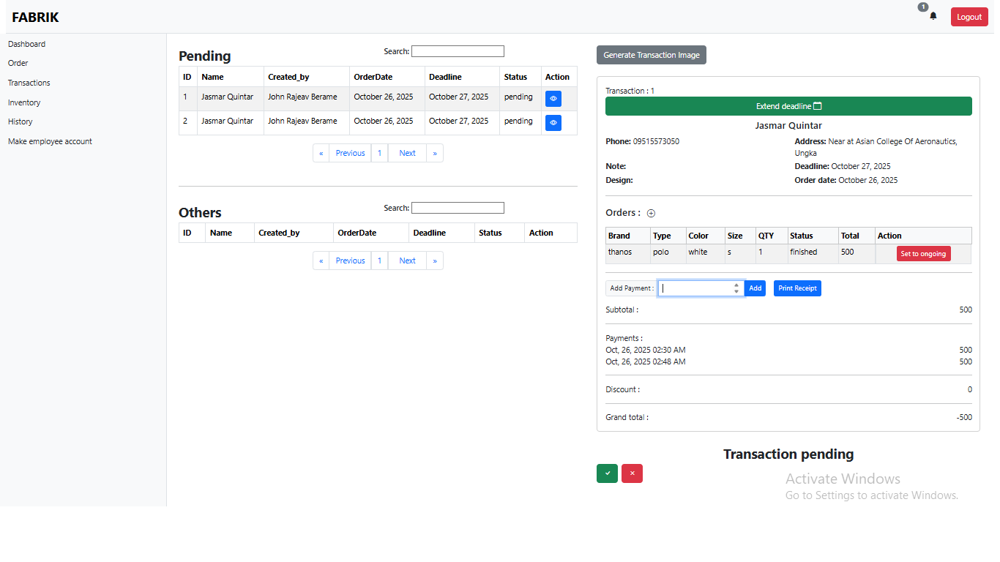 FABRIK
1
Logout
Dashboard
Order
Transactions
Inventory
History
Make employee account
Pending
Search:
ID Name Created_by OrderDate Deadline Status Action
1 Jasmar Quintar John Rajeav Berame October 26, 2025 October 27, 2025 pending
2 Jasmar Quintar John Rajeav Berame October 26, 2025 October 27, 2025 pending
« Previous 1 Next »
Others
Search:
ID Name Created_by OrderDate Deadline Status Action
« Previous 1 Next »
Generate Transaction Image
Transaction : 1
Extend deadline
Jasmar Quintar
Phone: 09515573050
Address: Near at Asian College Of Aeronautics,
Ungka
Note:
Deadline: October 27, 2025
Design:
Order date: October 26, 2025
Orders :
Brand Type Color Size QTY Status Total Action
thanos polo white s 1 finished 500 Set to ongoing
Add Payment : Add Print Receipt
Subtotal : 500
Payments :
Oct, 26, 2025 02:30 AM 500
Oct, 26, 2025 02:48 AM 500
Discount : 0
Grand total : -500
Transaction pending
Activate Windows
Go to Settings to activate Windows.